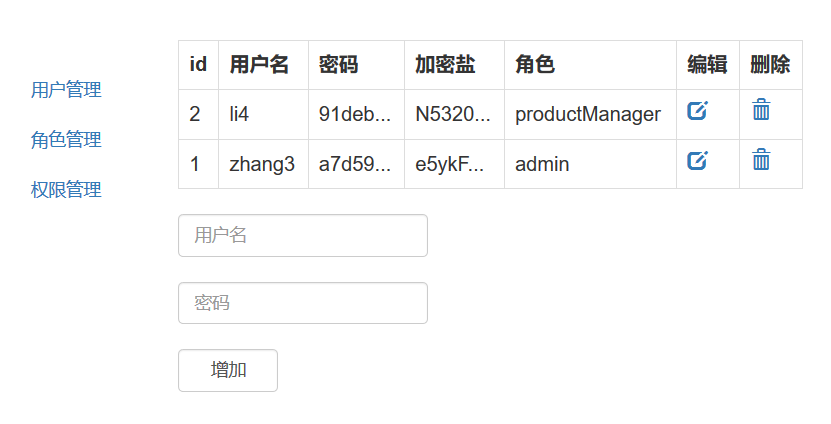 用户管理
角色管理
权限管理
id 用户名 密码 加密盐 角色 编辑 删除
2 li4 91deb... N5320... productManager
1 zhang3 a7d59... e5ykF... admin
用户名
密码
增加